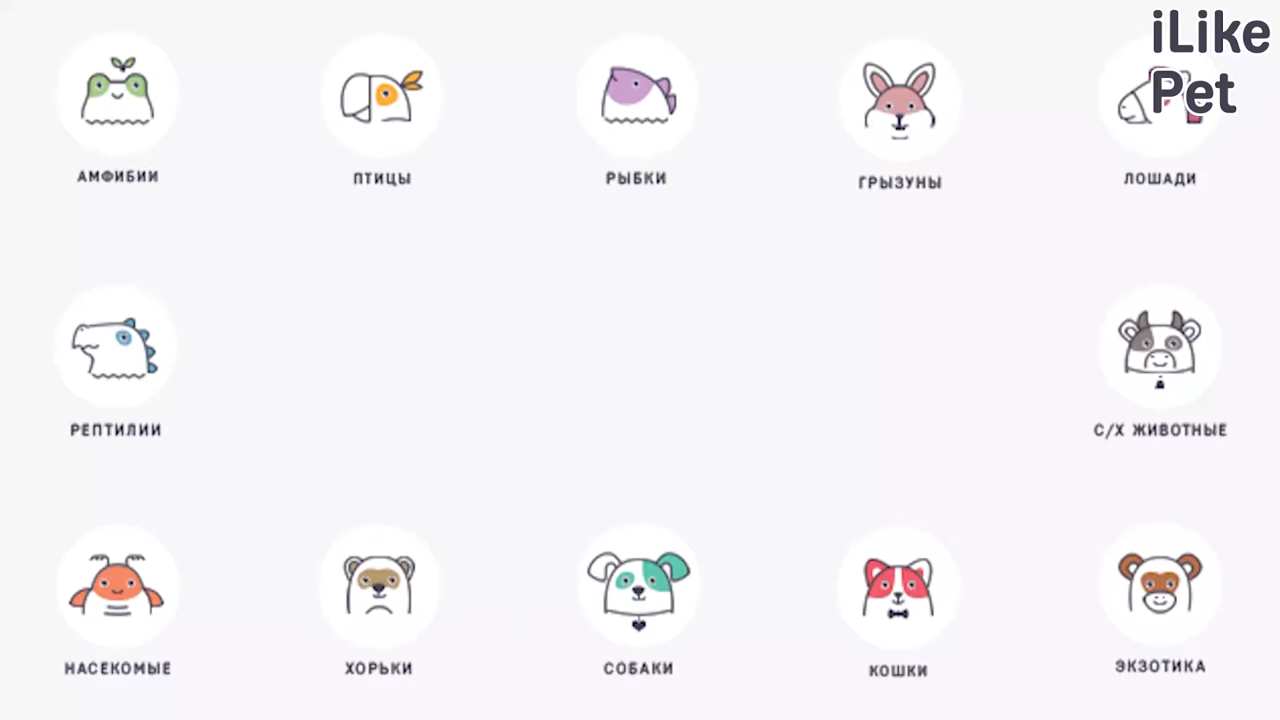 iLike
Pet
АМФИБИИ
ПТИЦЫ
РЫБКИ
ГРЫЗУНЫ
ЛОШАДИ
РЕПТИЛИИ
С/Х ЖИВОТНЫЕ
НАСЕКОМЫЕ
ХОРЬКИ
СОБАКИ
КОШКИ
ЭКЗОТИКА